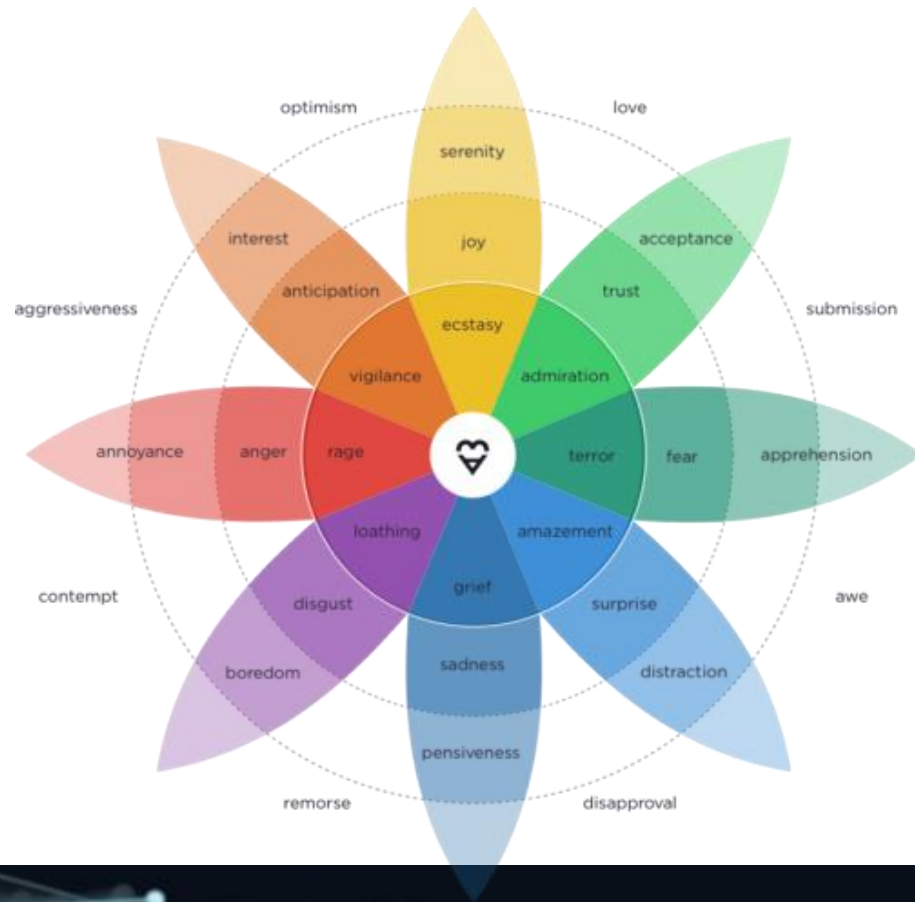 optimism love
serenity
interest joy acceptance
anticipation trust
aggressiveness submission
ecstasy
vigilance admiration
annoyance anger rage terror fear apprehension
loathing amazement
grief
contempt disgust surprise awe
boredom sadness distraction
pensiveness
remorse disapproval